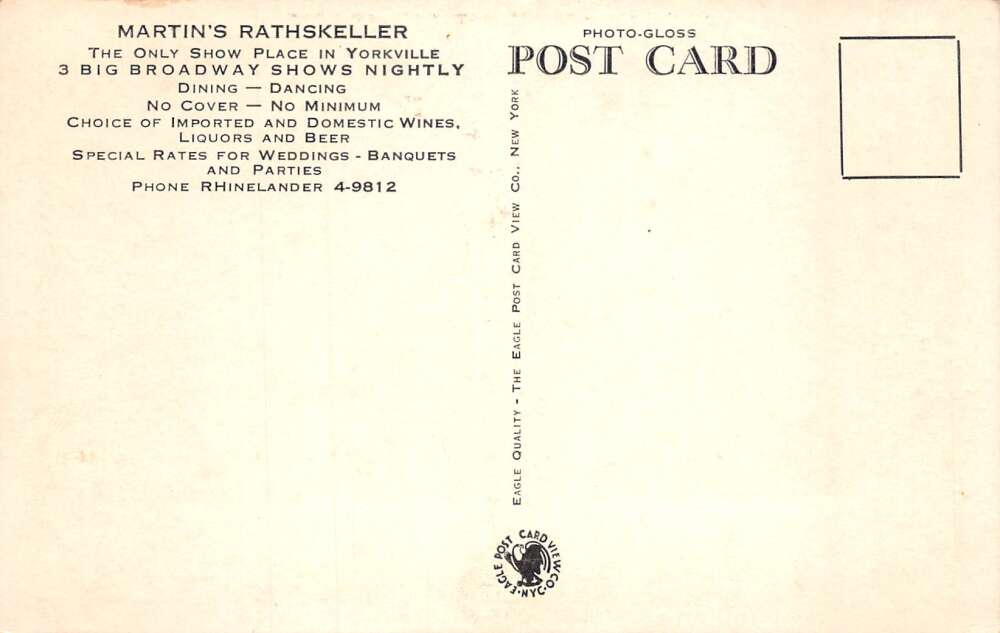 MARTIN'S RATHSKELLER
THE ONLY SHOW PLACE IN YORKVILLE
3 BIG BROADWAY SHOWS NIGHTLY
DINING — DANCING
NO COVER — NO MINIMUM
CHOICE OF IMPORTED AND DOMESTIC WINES,
LIQUORS AND BEER
SPECIAL RATES FOR WEDDINGS - BANQUETS
AND PARTIES
PHONE RHINELANDER 4-9812
PHOTO-GLOSS
POST CARD
EAGLE QUALITY - THE EAGLE POST CARD VIEW CO., NEW YORK
EAGLE POST CARD VIEW CO. NYC.